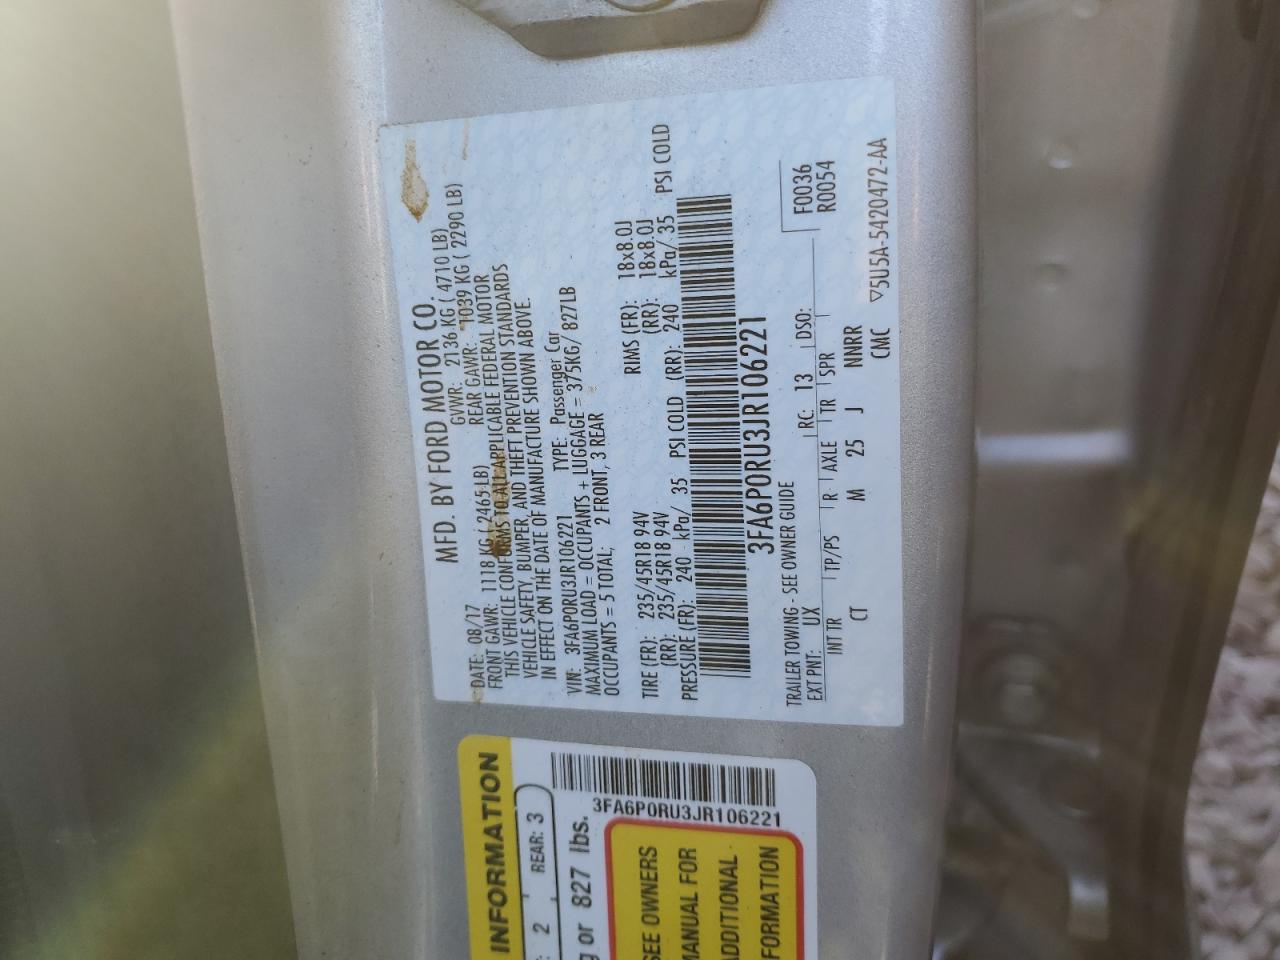 MFD. BY FORD MOTOR CO.
DATE: 08/17 GVWR: 2136 KG ( 4710 LB)
FRONT GAWR: 1118 KG ( 2465 LB) REAR GAWR: 1039 KG ( 2290 LB)
THIS VEHICLE CONFORMS TO ALL APPLICABLE FEDERAL MOTOR
VEHICLE SAFETY, BUMPER, AND THEFT PREVENTION STANDARDS
IN EFFECT ON THE DATE OF MANUFACTURE SHOWN ABOVE.
VIN: 3FA6P0RU3JR106221 TYPE: Passenger Car
MAXIMUM LOAD = OCCUPANTS + LUGGAGE = 375KG/ 827LB
OCCUPANTS = 5 TOTAL; 2 FRONT, 3 REAR
TIRE (FR): 235/45R18 94V RIMS (FR): 18x8.0J
(RR): 235/45R18 94V (RR): 18x8.0J
PRESSURE (FR): 240 kPa/ 35 PSI COLD (RR): 240 kPa/ 35 PSI COLD
3FA6P0RU3JR106221
TRAILER TOWING - SEE OWNER GUIDE
EXT PNT: UX RC: 13 DSO:
F0036
R0054
INT TR TP/PS R AXLE TR SPR
CT M 25 J NNRR
CMC ▽5U5A-5420472-AA
INFORMATION
2 REAR: 3
or 827 lbs.
3FA6P0RU3JR106221
SEE OWNERS
MANUAL FOR
ADDITIONAL
FORMATION